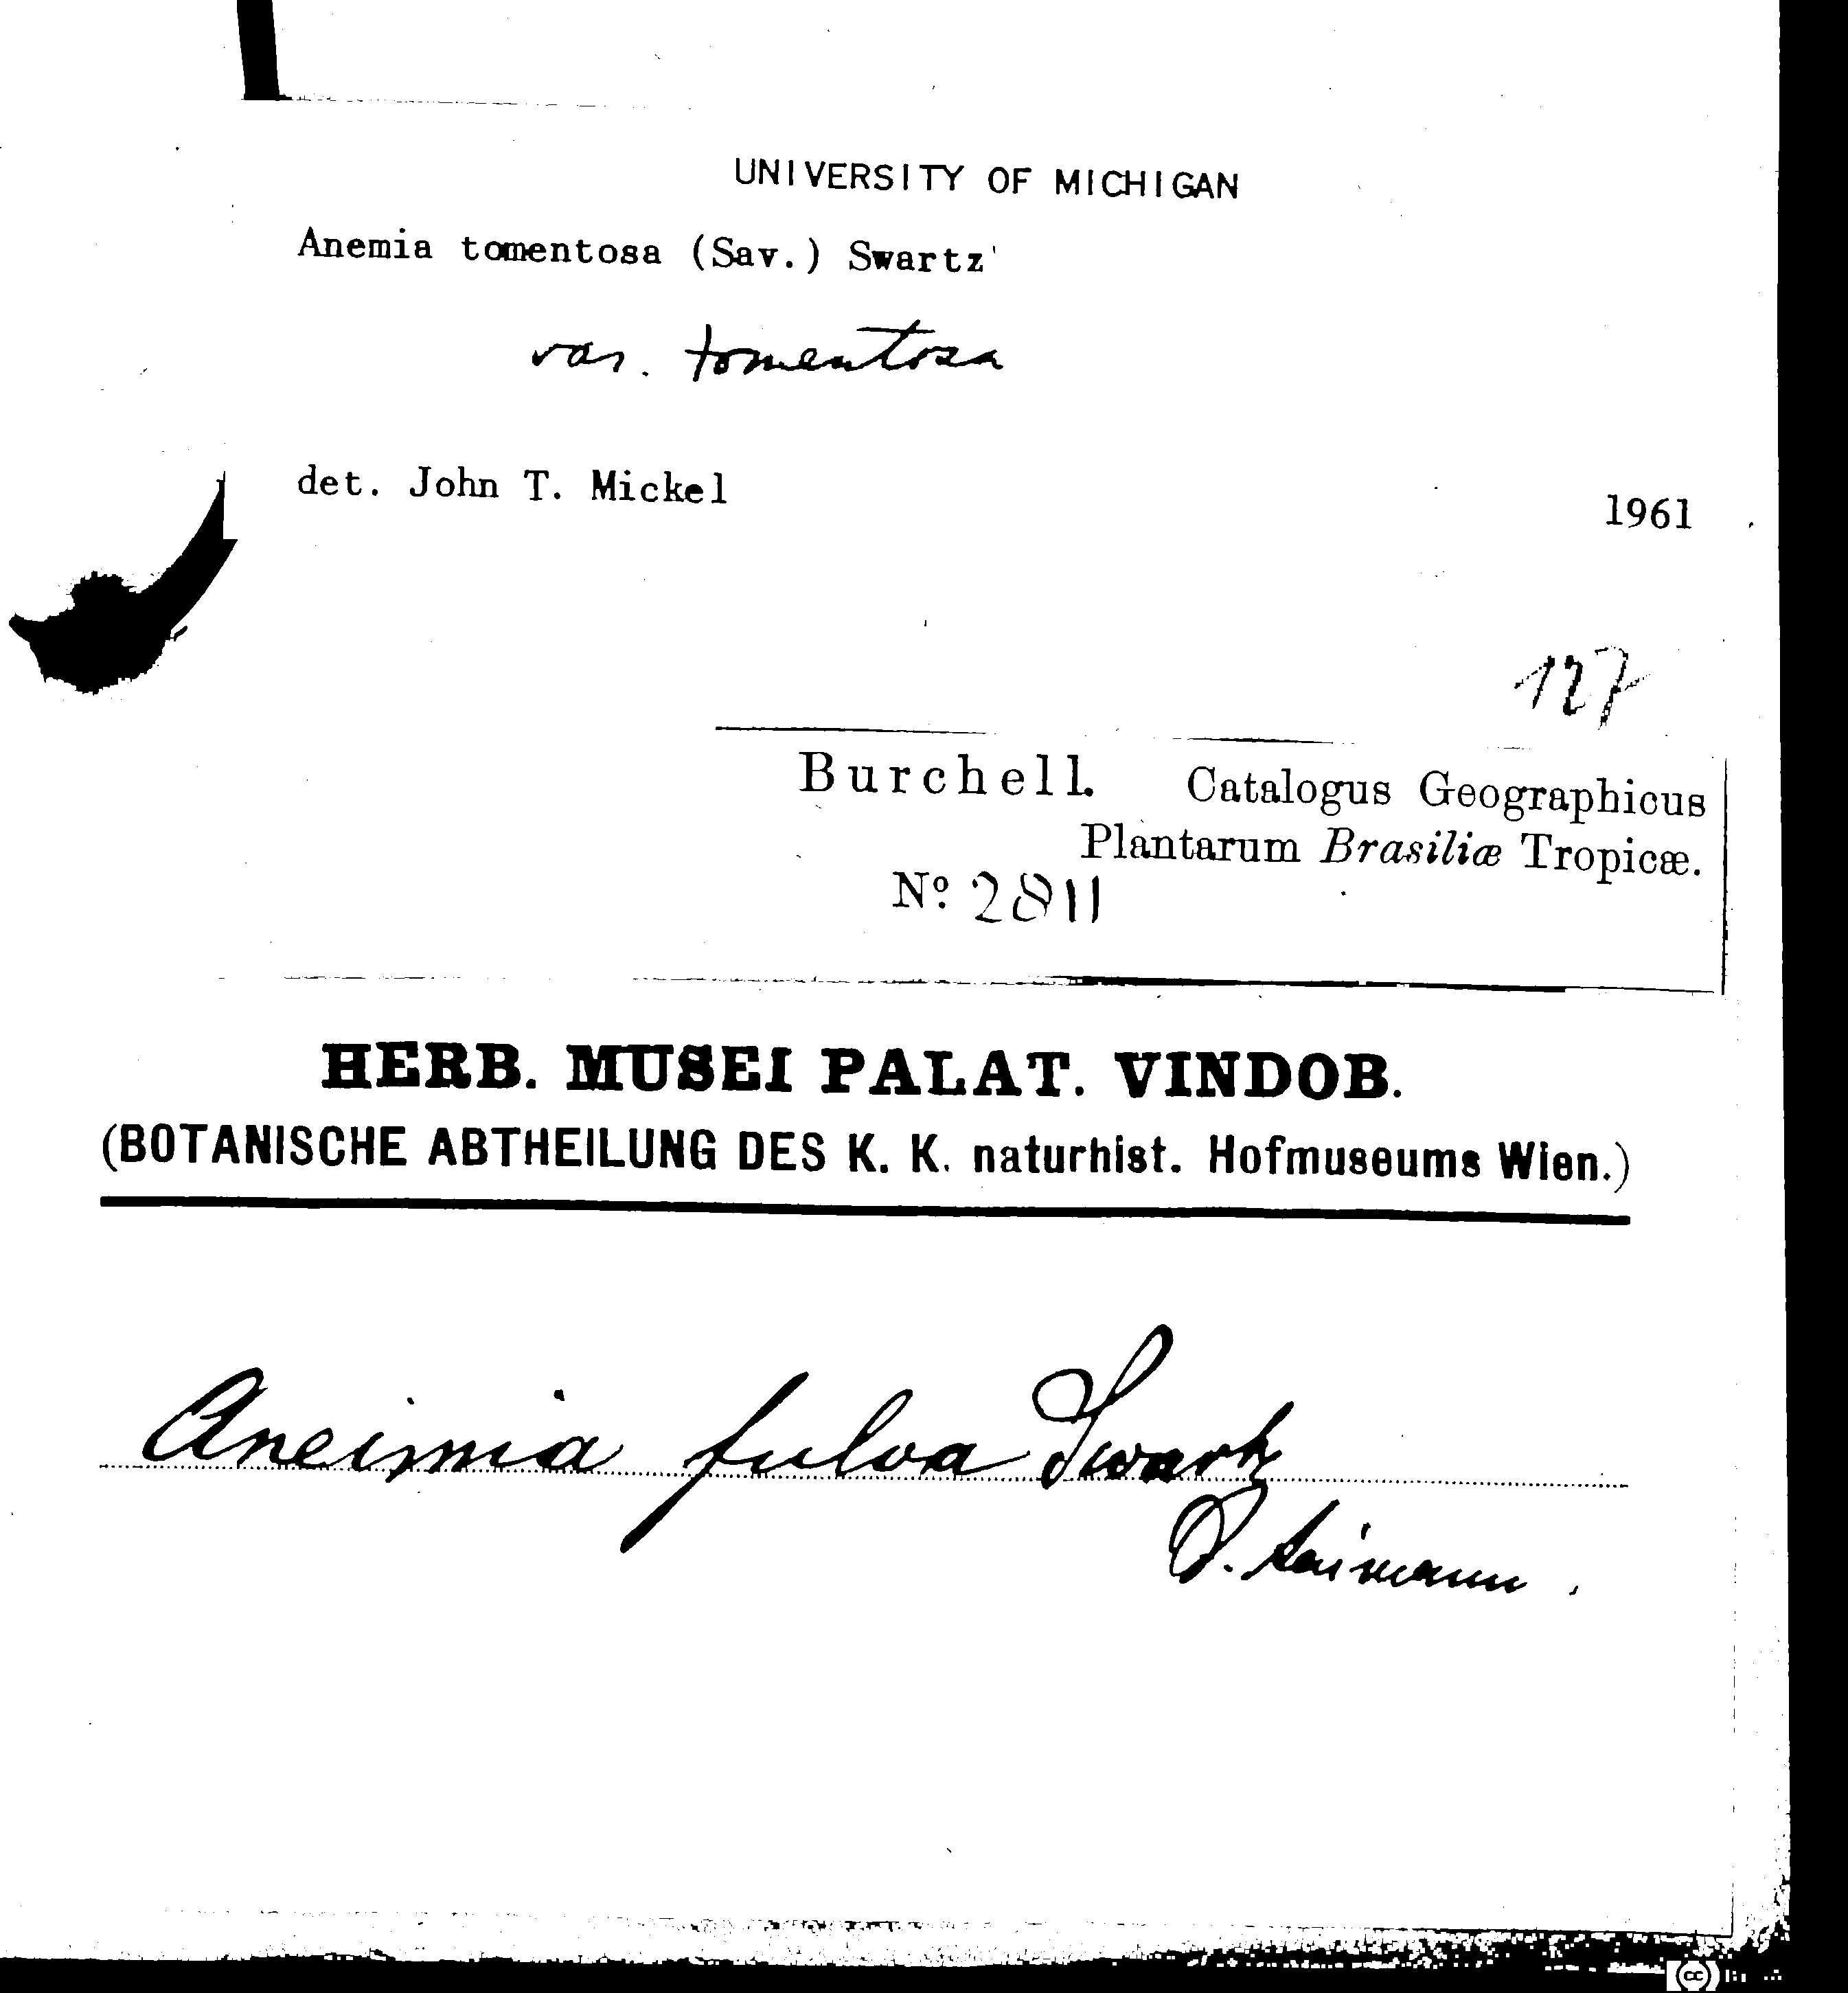 UNIVERSITY OF MICHIGAN
Anemia tomentosa (Sav.) Swartz
var. tomentosa
det. John T. Mickel
1961
127
Burchell. Catalogus Geographicus
Plantarum Brasiliæ Tropicæ.
Nº 2811
HERB. MUSEI PALAT. VINDOB.
(BOTANISCHE ABTHEILUNG DES K. K. naturhist. Hofmuseums Wien.)
Aneimia fulva Swartz
cc